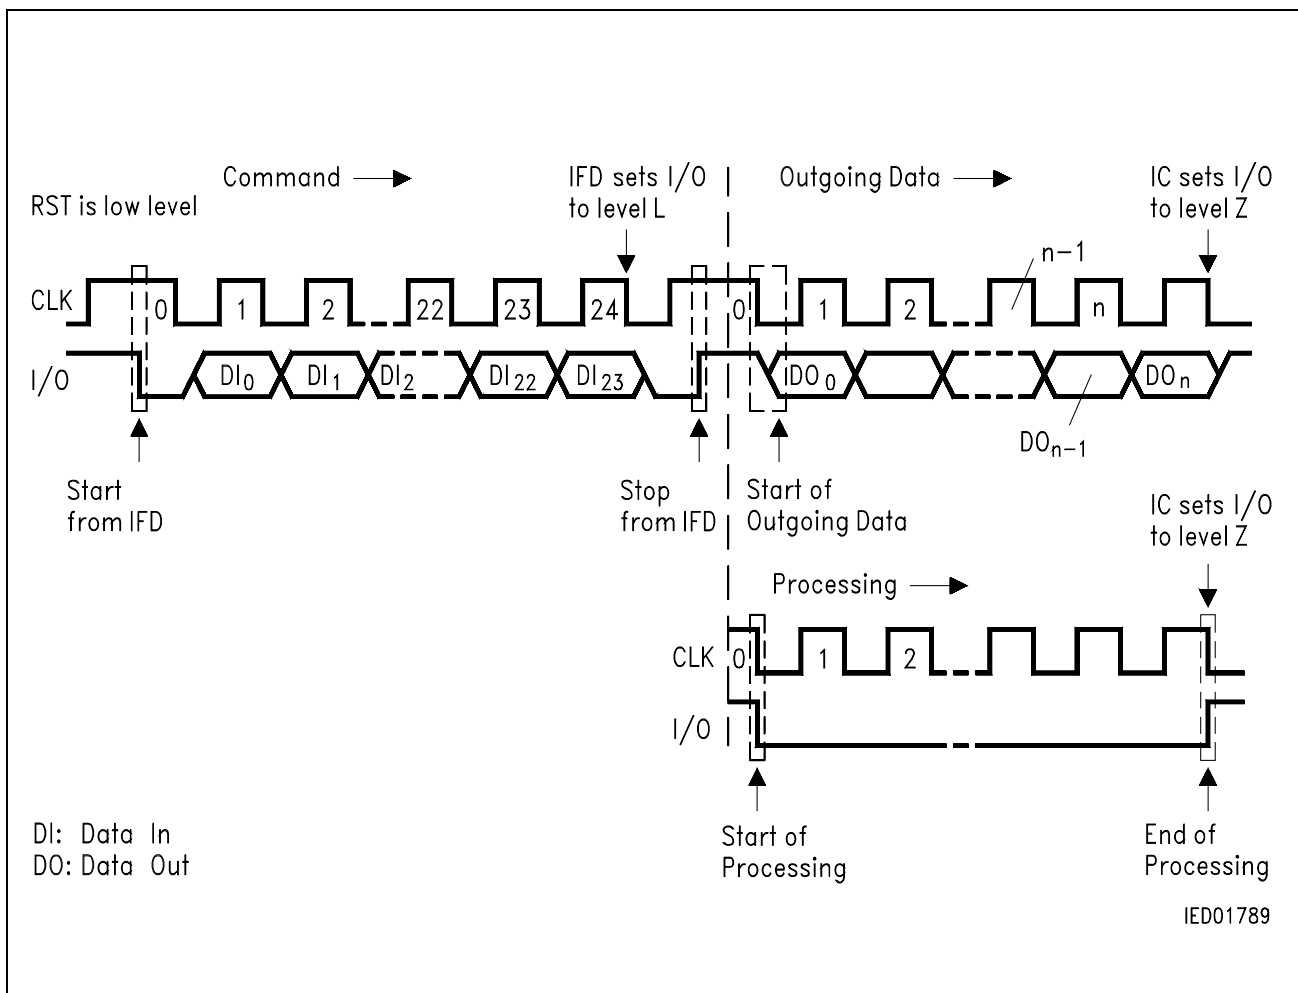 Command
IFD sets I/O
to level L
Outgoing Data
IC sets I/O
to level Z
RST is low level
n-1
CLK
0 1 2 22 23 24 0 1 2 n
I/O
DI0 DI1 DI2 DI22 DI23 DO0 DOn
DOn-1
Start
from IFD
Stop
from IFD
Start of
Outgoing Data
IC sets I/O
to level Z
Processing
CLK 0 1 2
I/O
Start of
Processing
End of
Processing
DI: Data In
DO: Data Out
IED01789